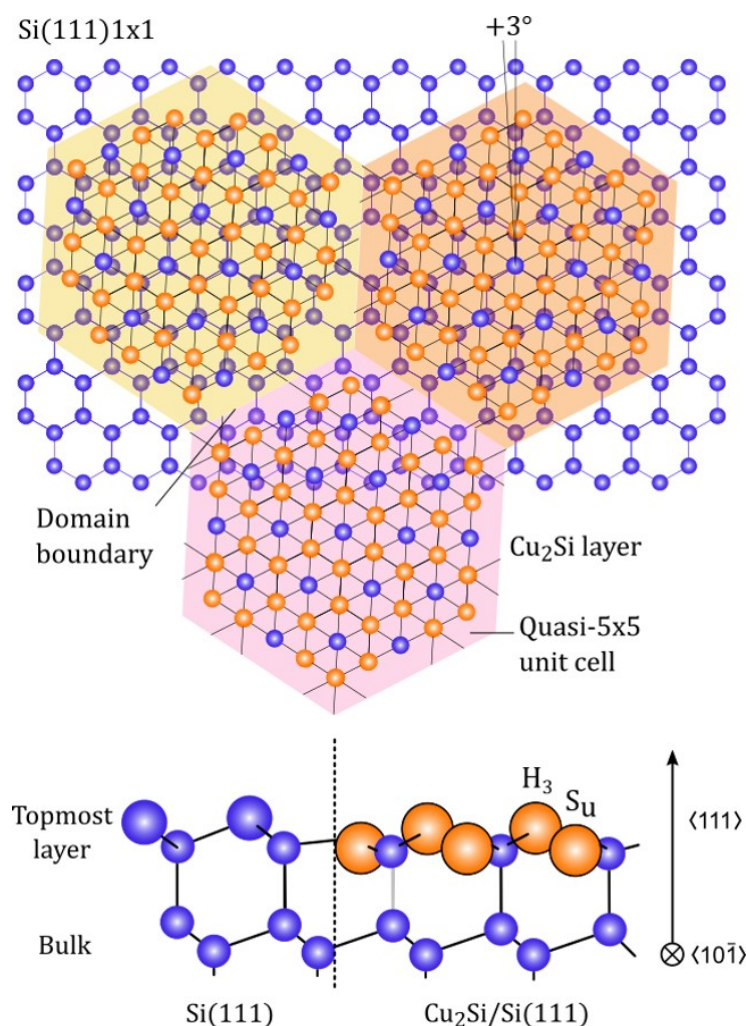 Si(111)1x1
+3°
Domain
boundary
Cu₂Si layer
Quasi-5x5
unit cell
Topmost
layer
H₃
Sᵤ
⟨111⟩
Bulk
⟨101̄⟩
Si(111)
Cu₂Si/Si(111)